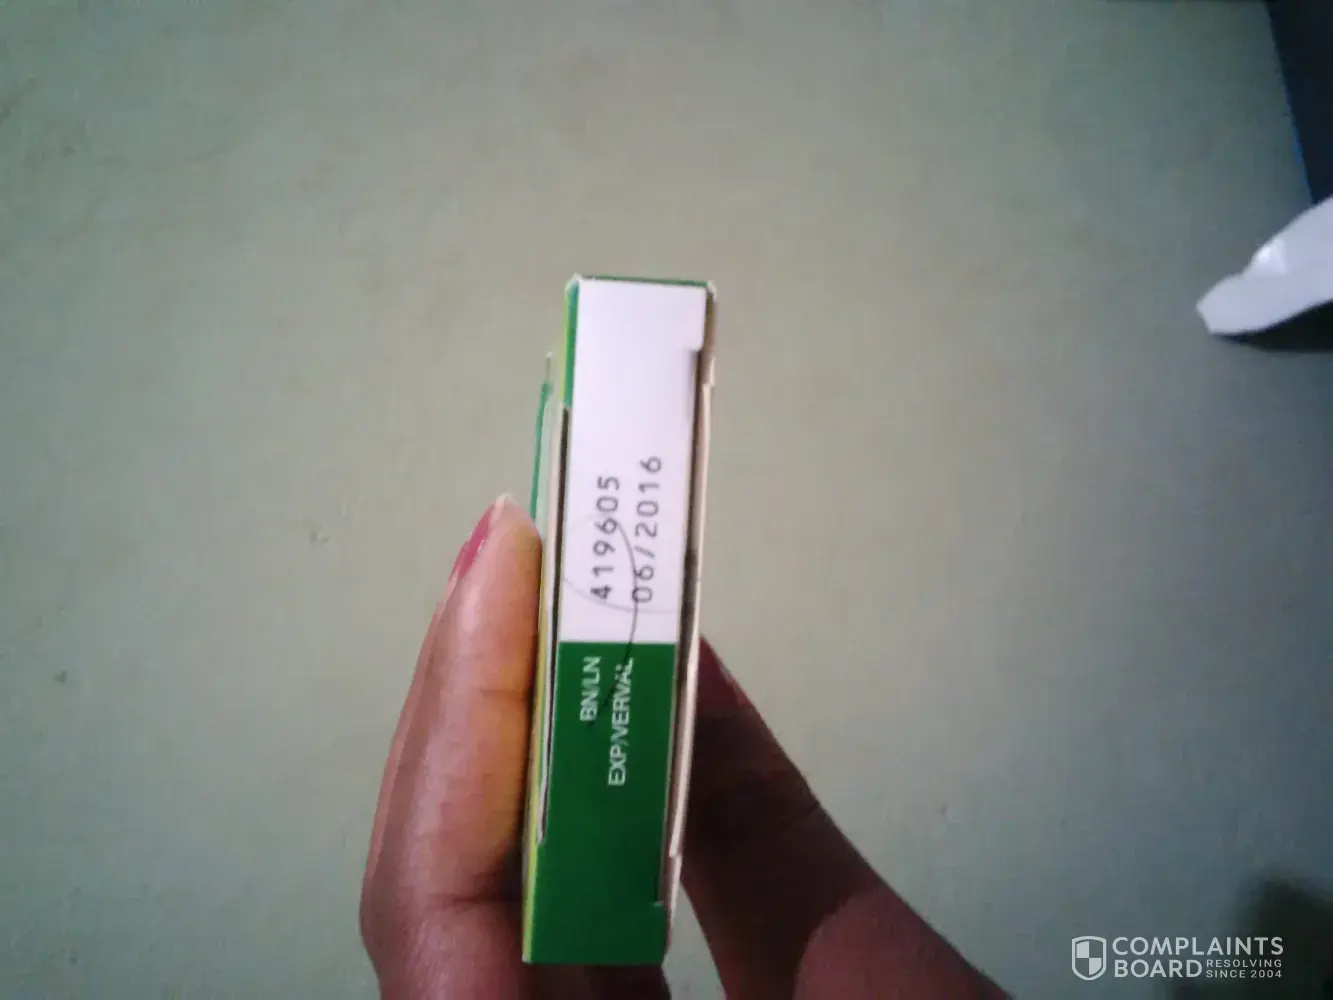 BN/LN 419605
EXP/VERVAL 06/2016
COMPLAINTS
BOARD RESOLVING
SINCE 2004